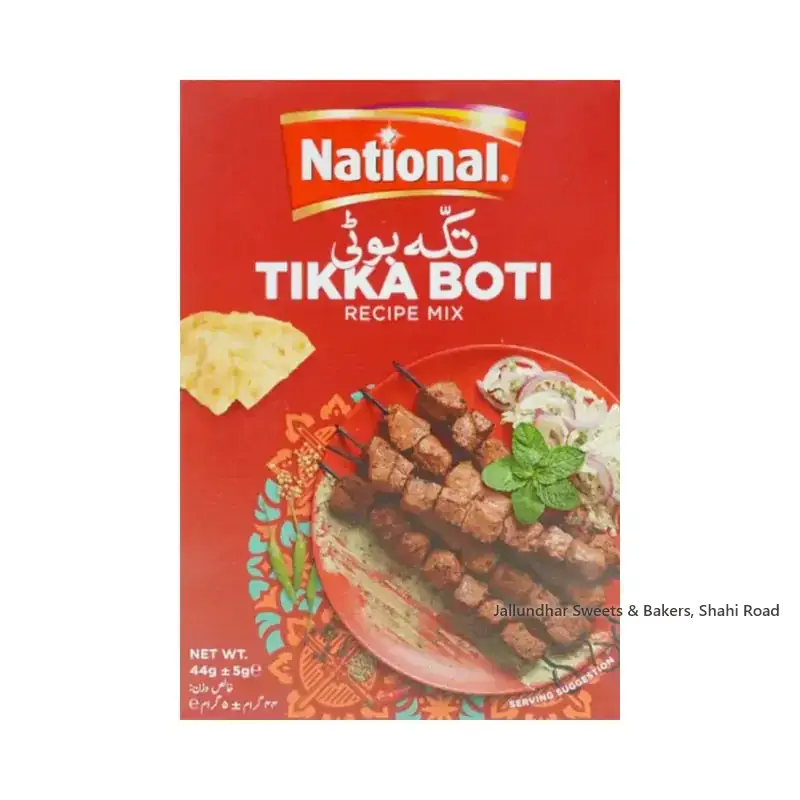 National®
تکّہ بوٹی
TIKKA BOTI
RECIPE MIX
Jallundhar Sweets & Bakers, Shahi Road
NET WT.
44g ± 5g℮
خالص وزن:
۴۴ گرام ± ۵ گرام ℮
SERVING SUGGESTION